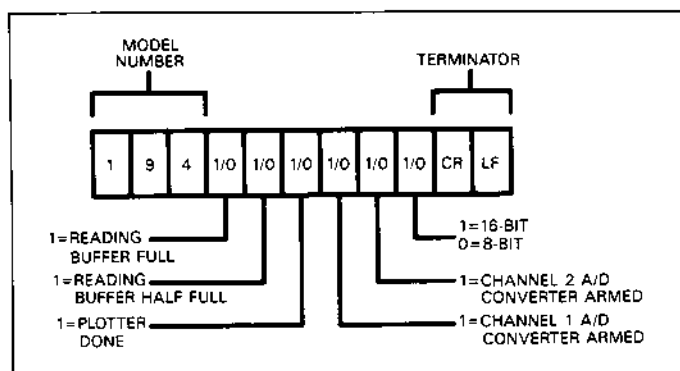 MODEL
NUMBER
TERMINATOR
1 9 4 1/0 1/0 1/0 1/0 1/0 1/0 CR LF
1=READING
BUFFER FULL
1=READING
BUFFER HALF FULL
1=PLOTTER
DONE
1=16-BIT
0=8-BIT
1=CHANNEL 2 A/D
CONVERTER ARMED
1=CHANNEL 1 A/D
CONVERTER ARMED